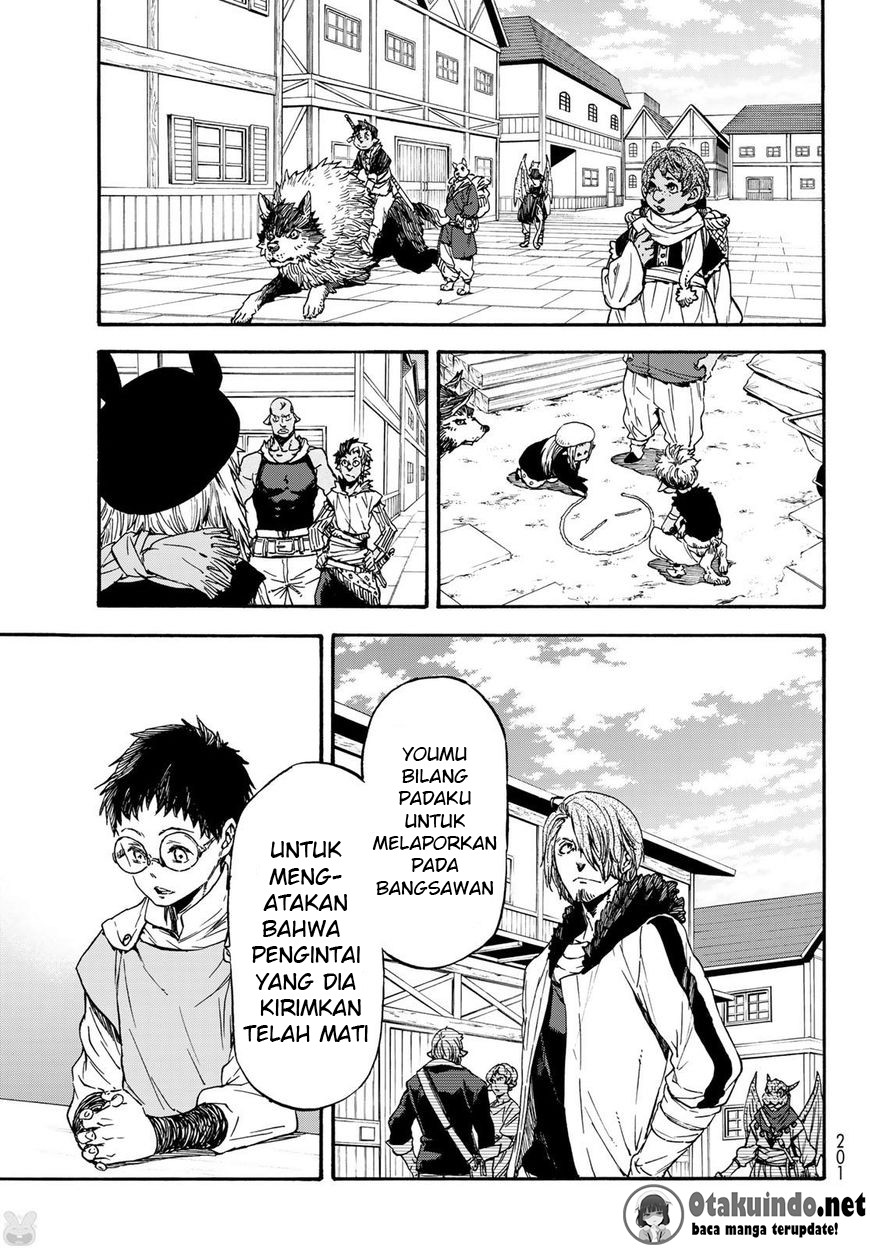 YOUMU
BILANG
PADAKU
UNTUK
MELAPORKAN
PADA
BANGSAWAN
UNTUK
MENG-
ATAKAN
BAHWA
PENGINTAI
YANG DIA
KIRIMKAN
TELAH MATI
201
Otakuindo.net
baca manga terupdate!